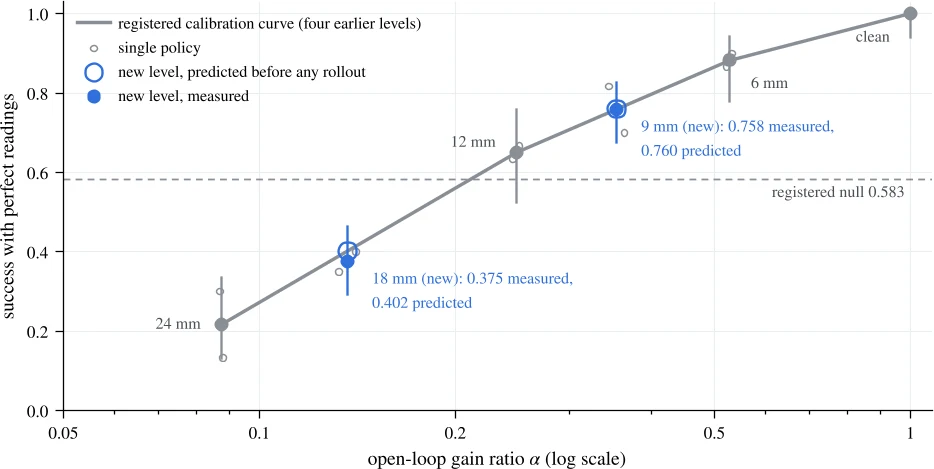 1.0
0.8
0.6
0.4
0.2
0.0
success with perfect readings
registered calibration curve (four earlier levels)
single policy
new level, predicted before any rollout
new level, measured
clean
6 mm
12 mm
9 mm (new): 0.758 measured,
0.760 predicted
registered null 0.583
18 mm (new): 0.375 measured,
0.402 predicted
24 mm
0.05
0.1
0.2
0.5
1
open-loop gain ratio α (log scale)